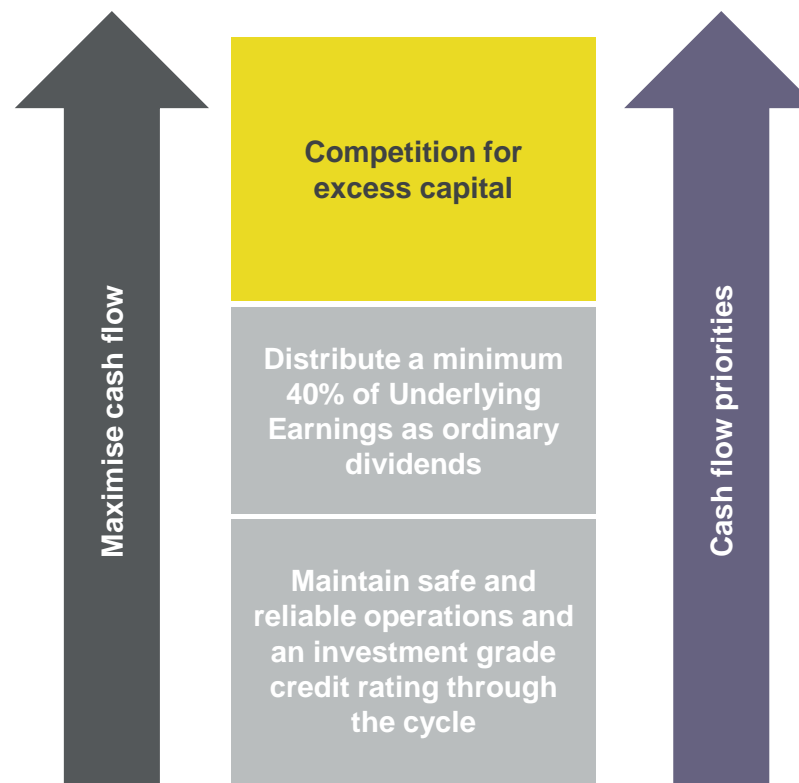 Maximise cash flow
Competition for
excess capital
Distribute a minimum
40% of Underlying
Earnings as ordinary
dividends
Maintain safe and
reliable operations and
an investment grade
credit rating through
the cycle
Cash flow priorities